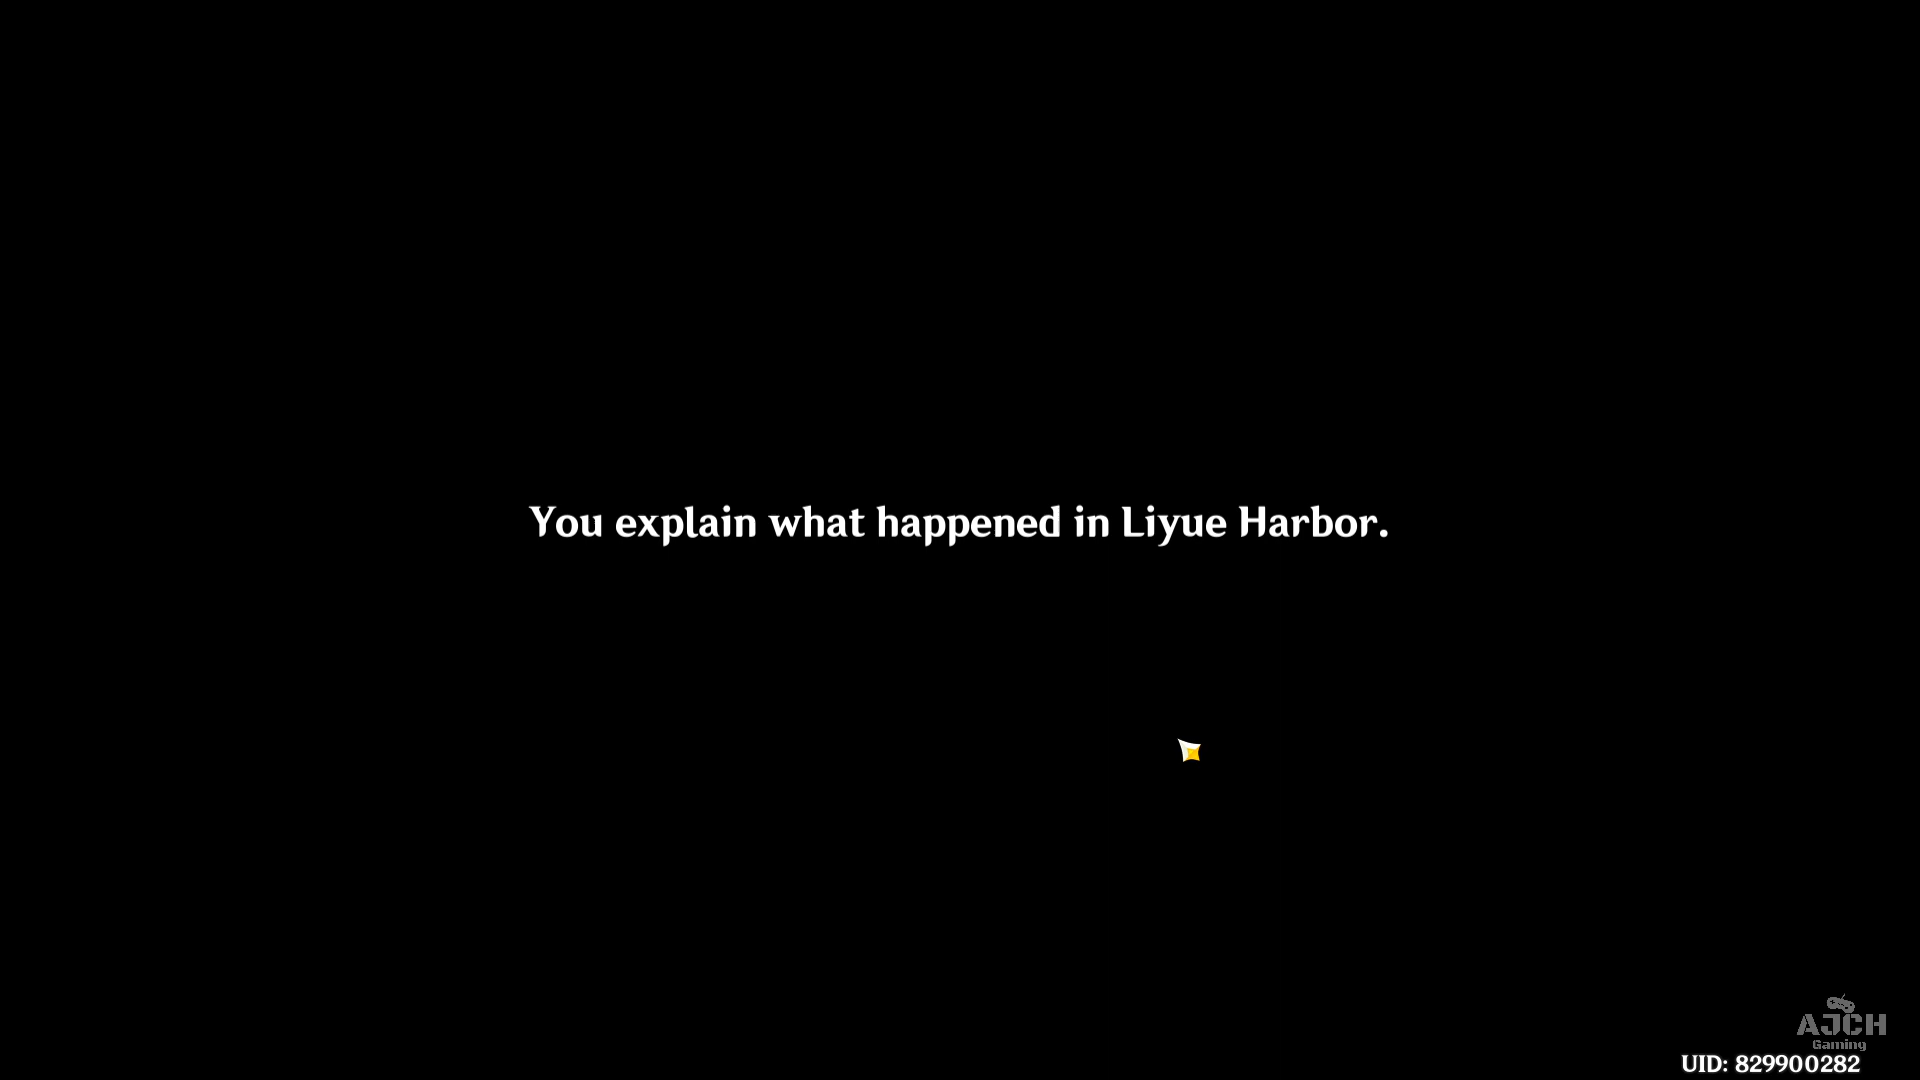 You explain what happened in Liyue Harbor.
AJCH
Gaming
UID: 829900282